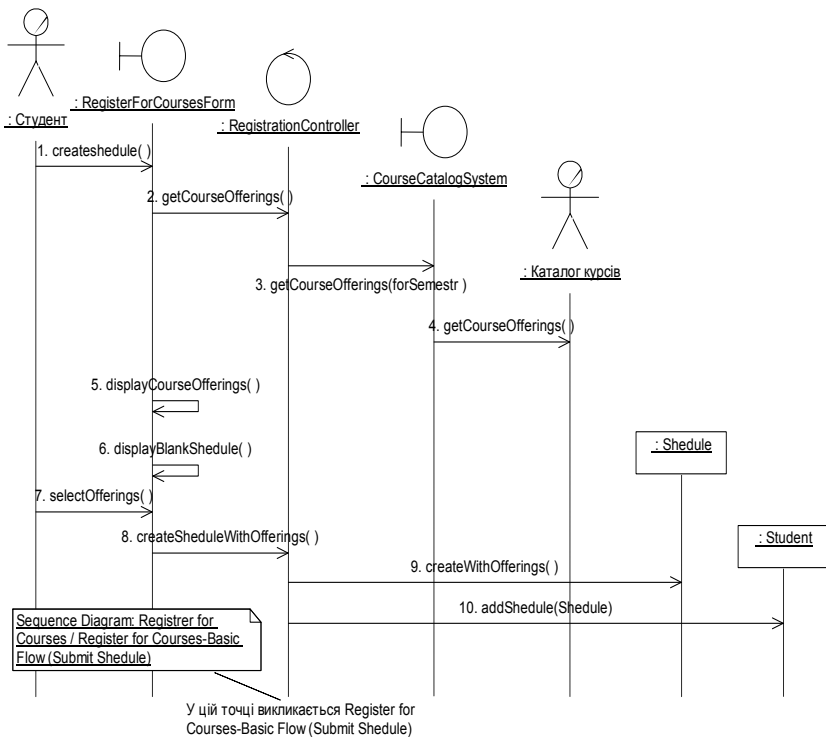 : Студент
: RegisterForCoursesForm
: RegistrationController
: CourseCatalogSystem
: Каталог курсів
1. createshedule( )
2. getCourseOfferings( )
3. getCourseOfferings(forSemestr )
4. getCourseOfferings( )
5. displayCourseOfferings( )
6. displayBlankShedule( )
: Shedule
7. selectOfferings( )
8. createSheduleWithOfferings( )
: Student
9. createWithOfferings( )
10. addShedule(Shedule)
Sequence Diagram: Registrer for
Courses / Register for Courses-Basic
Flow (Submit Shedule)
У цій точці викликається Register for
Courses-Basic Flow (Submit Shedule)